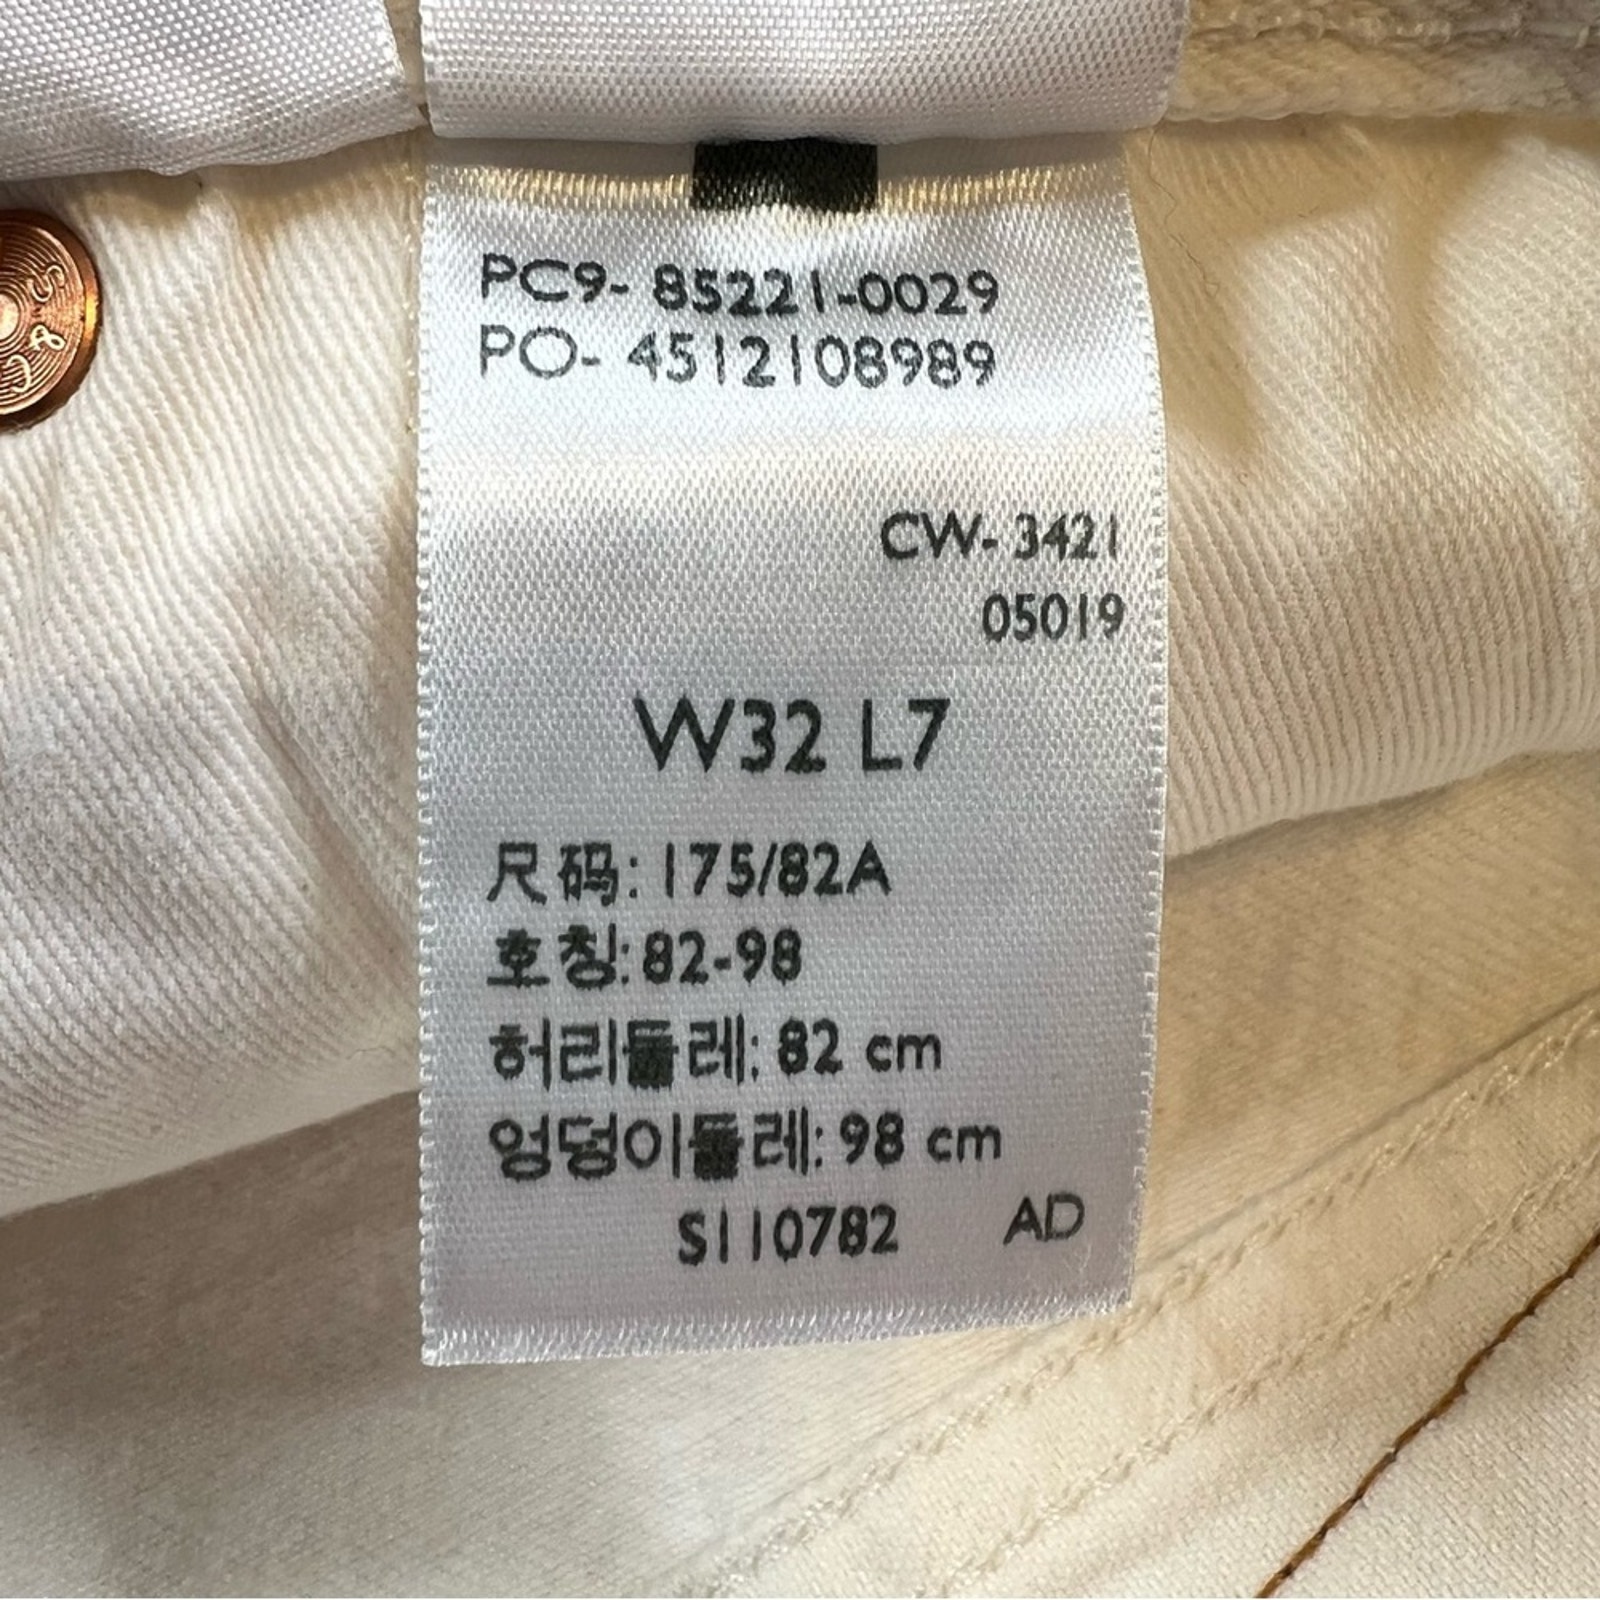 PC9- 85221-0029
PO- 4512108989
CW- 3421
05019
W32 L7
尺码: 175/82A
호칭: 82-98
허리둘레: 82 cm
엉덩이둘레: 98 cm
S110782 AD